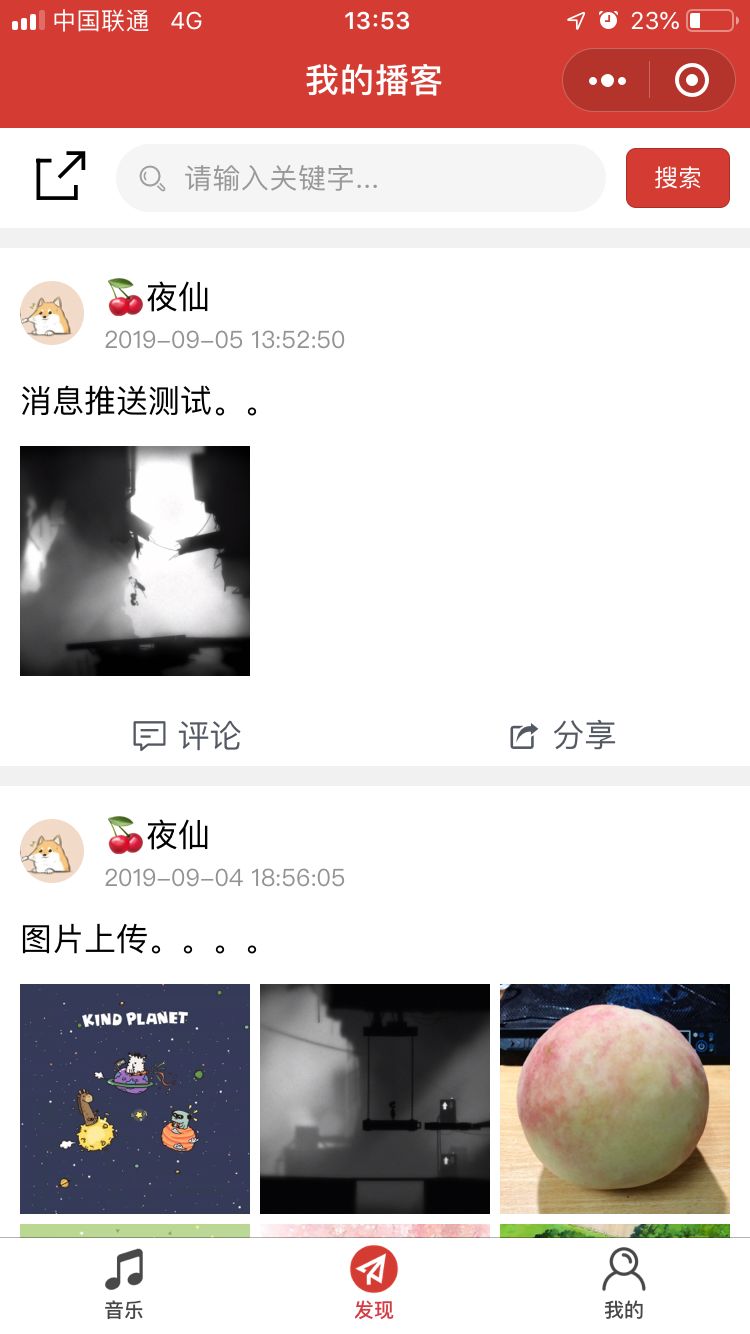 中国联通 4G 13:53 23%
我的播客
请输入关键字... 搜索
🍒夜仙
2019-09-05 13:52:50
消息推送测试。。
评论 分享
🍒夜仙
2019-09-04 18:56:05
图片上传。。。。
KIND PLANET
音乐 发现 我的